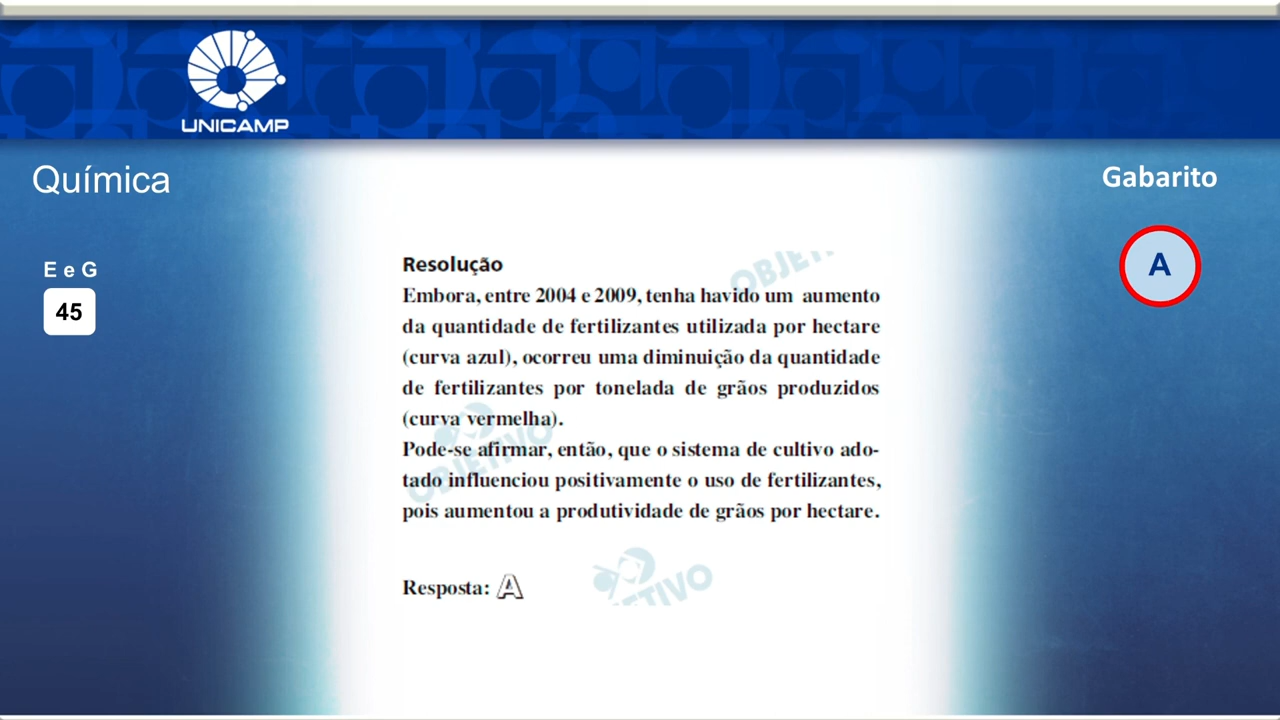 UNICAMP
Química
Gabarito
E e G
45
A
Resolução
Embora, entre 2004 e 2009, tenha havido um aumento
da quantidade de fertilizantes utilizada por hectare
(curva azul), ocorreu uma diminuição da quantidade
de fertilizantes por tonelada de grãos produzidos
(curva vermelha).
Pode-se afirmar, então, que o sistema de cultivo ado-
tado influenciou positivamente o uso de fertilizantes,
pois aumentou a produtividade de grãos por hectare.
Resposta: A
OBJETIVO